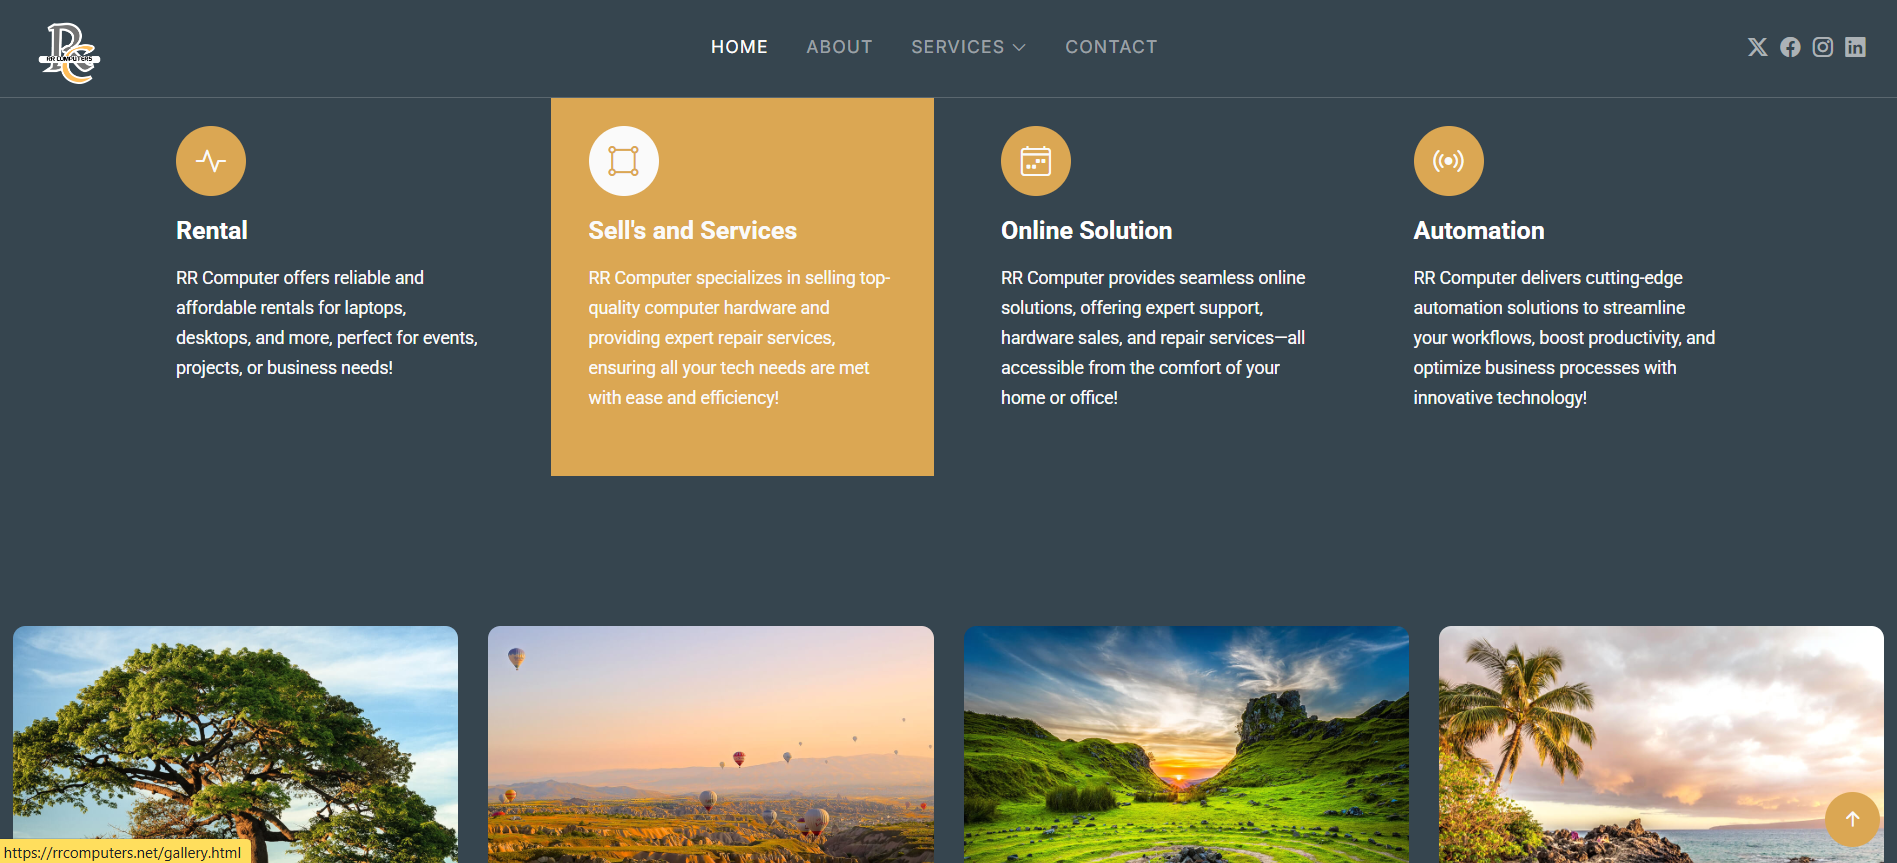 RR COMPUTERS
HOME
ABOUT
SERVICES
CONTACT
Rental
RR Computer offers reliable and
affordable rentals for laptops,
desktops, and more, perfect for events,
projects, or business needs!
Sell's and Services
RR Computer specializes in selling top-
quality computer hardware and
providing expert repair services,
ensuring all your tech needs are met
with ease and efficiency!
Online Solution
RR Computer provides seamless online
solutions, offering expert support,
hardware sales, and repair services—all
accessible from the comfort of your
home or office!
Automation
RR Computer delivers cutting-edge
automation solutions to streamline
your workflows, boost productivity, and
optimize business processes with
innovative technology!
https://rrcomputers.net/gallery.html